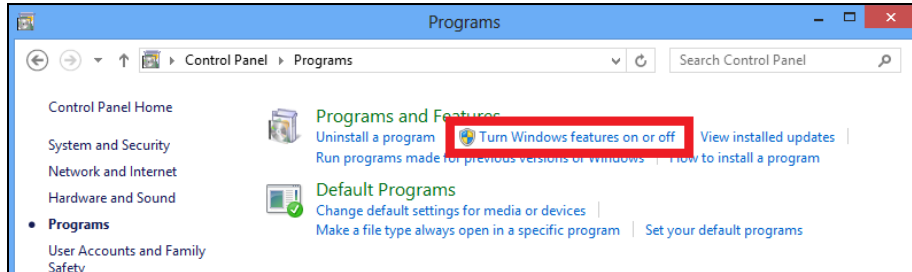 Programs
Control Panel Programs Search Control Panel
Control Panel Home
System and Security
Network and Internet
Hardware and Sound
Programs
User Accounts and Family
Safety
Programs and Features
Uninstall a program Turn Windows features on or off View installed updates
Run programs made for previous versions of Windows How to install a program
Default Programs
Change default settings for media or devices
Make a file type always open in a specific program Set your default programs